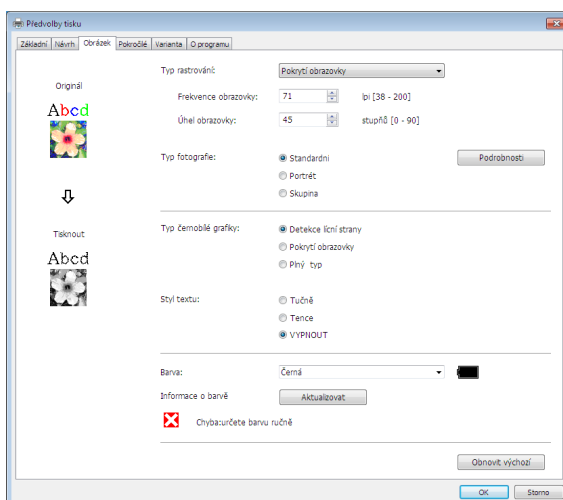 Předvolby tisku
Základní Návrh Obrázek Pokročilé Varianta O programu
Originál
Abcd
Tisknout
Abcd
Typ rastrování: Pokrytí obrazovky
Frekvence obrazovky: 71 lpi [38 - 200]
Úhel obrazovky: 45 stupňů [0 - 90]
Typ fotografie: Standardni Podrobnosti
Portrét
Skupina
Typ černoblé grafiky: Detekce lícní strany
Pokrytí obrazovky
Plný typ
Styl textu: Tučně
Tence
VYPNOUT
Barva: Černá
Informace o barvě Aktualizovat
Chyba:určete barvu ručně
Obnovit výchozí
OK Storno